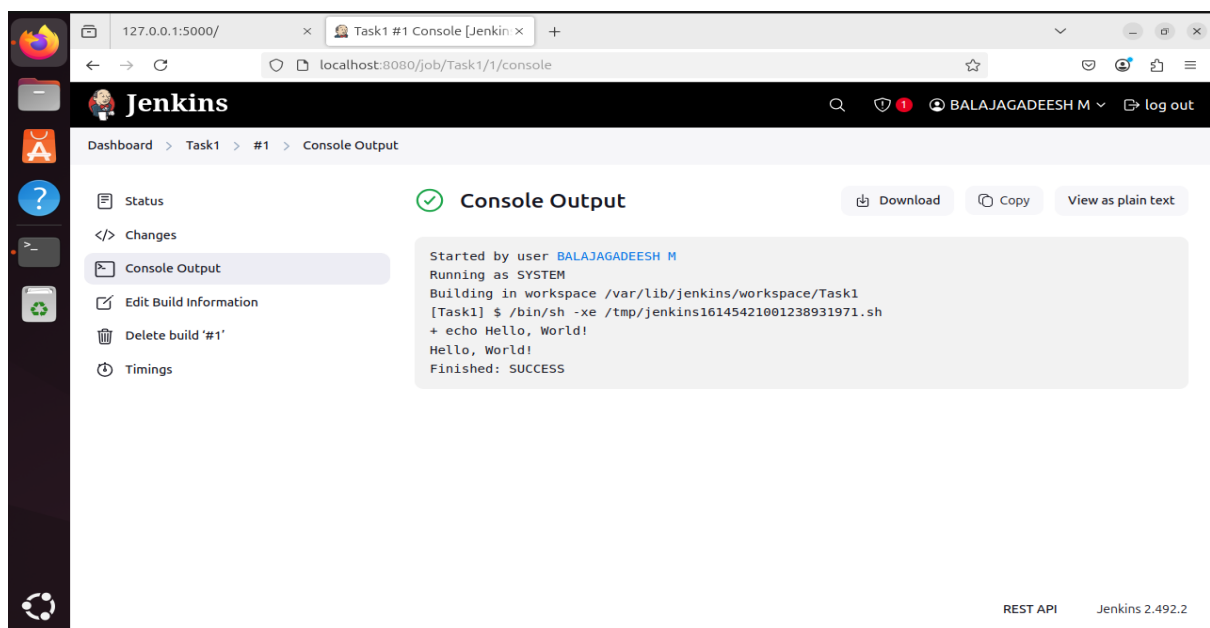 127.0.0.1:5000/
Task1 #1 Console [Jenkin
localhost:8080/job/Task1/1/console
Jenkins
1
BALAJAGADEESH M
log out
Dashboard > Task1 > #1 > Console Output
Status
</> Changes
Console Output
Edit Build Information
Delete build ‘#1’
Timings
Console Output
Download
Copy
View as plain text
Started by user BALAJAGADEESH M
Running as SYSTEM
Building in workspace /var/lib/jenkins/workspace/Task1
[Task1] $ /bin/sh -xe /tmp/jenkins16145421001238931971.sh
+ echo Hello, World!
Hello, World!
Finished: SUCCESS
REST API
Jenkins 2.492.2